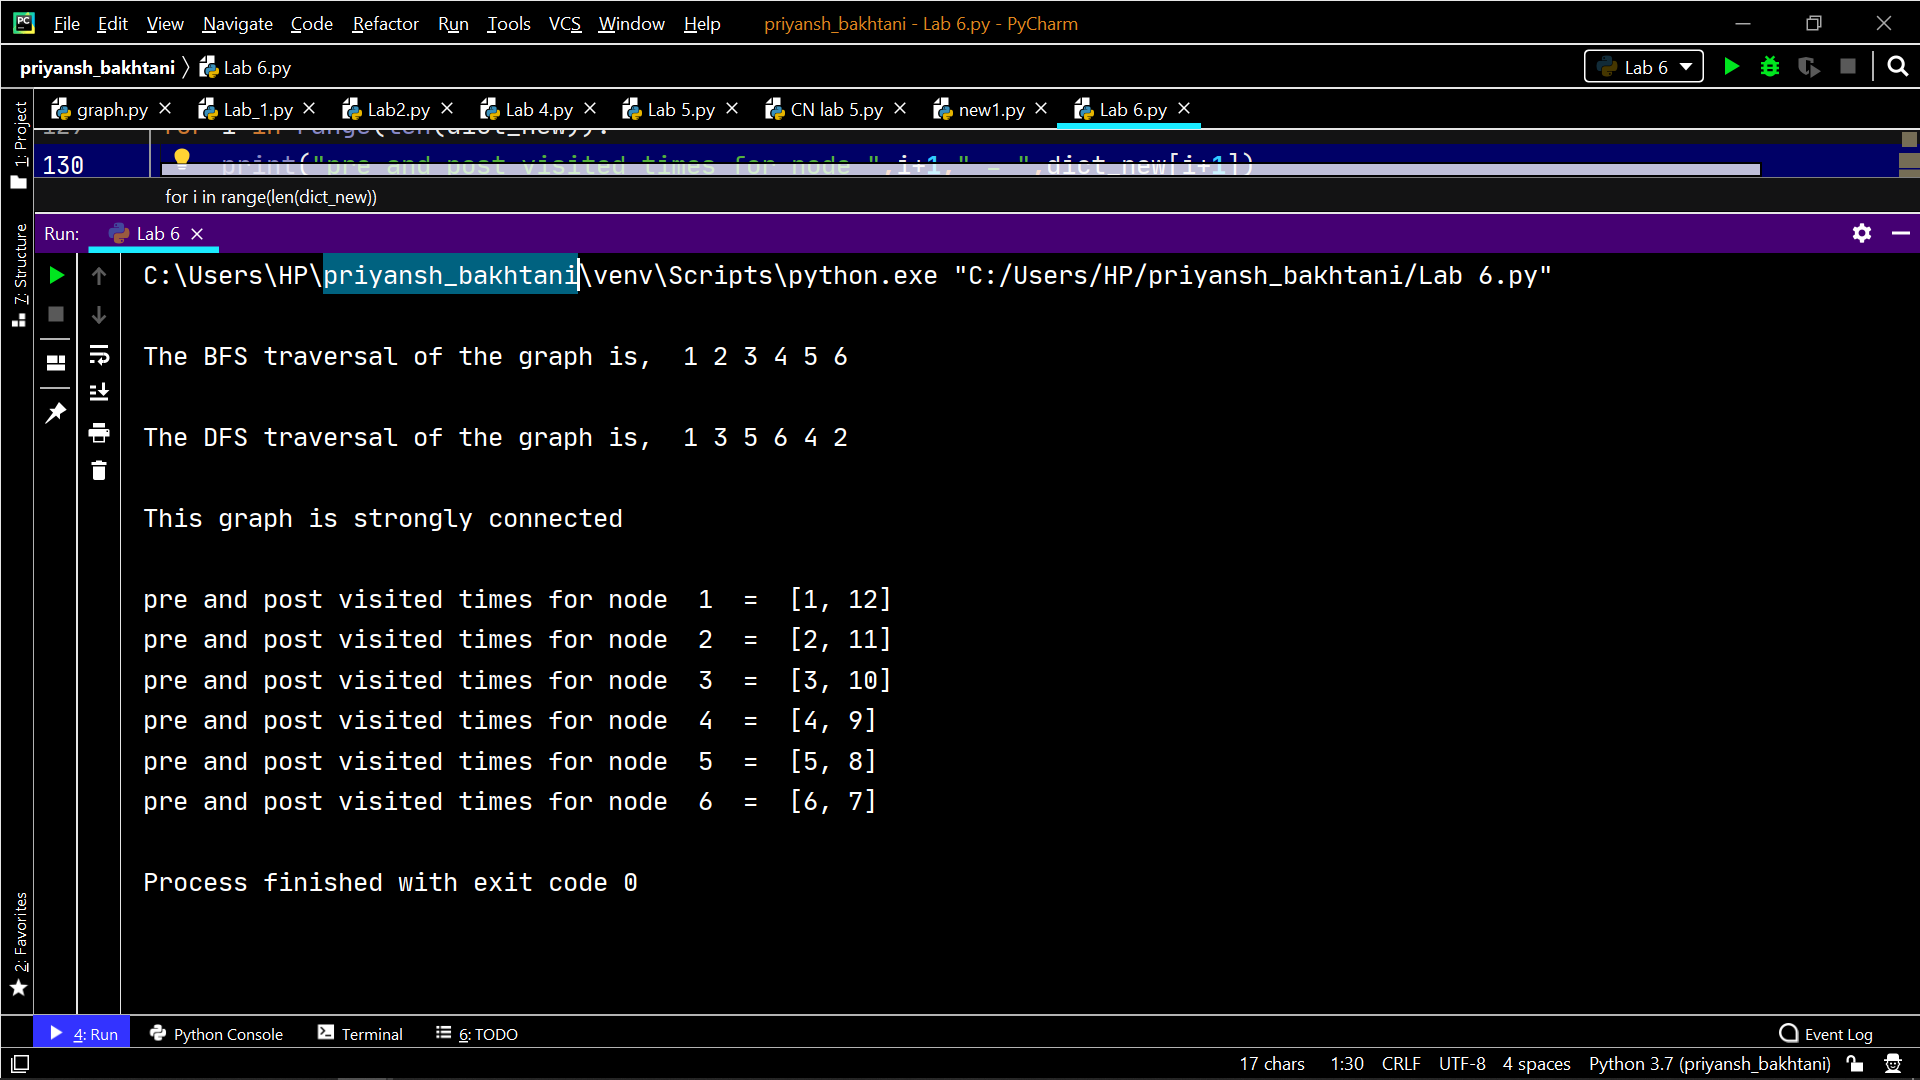 File Edit View Navigate Code Refactor Run Tools VCS Window Help priyansh_bakhtani - Lab 6.py - PyCharm
priyansh_bakhtani Lab 6.py Lab 6
graph.py Lab_1.py Lab2.py Lab 4.py Lab 5.py CN lab 5.py new1.py Lab 6.py
for i in range(len(dict_new)):
130 print("pre and post visited times for node ",i+1," = ",dict_new[i+1])
for i in range(len(dict_new))
Run: Lab 6
C:\Users\HP\priyansh_bakhtani\venv\Scripts\python.exe "C:/Users/HP/priyansh_bakhtani/Lab 6.py"
The BFS traversal of the graph is,  1 2 3 4 5 6
The DFS traversal of the graph is,  1 3 5 6 4 2
This graph is strongly connected
pre and post visited times for node  1  =  [1, 12]
pre and post visited times for node  2  =  [2, 11]
pre and post visited times for node  3  =  [3, 10]
pre and post visited times for node  4  =  [4, 9]
pre and post visited times for node  5  =  [5, 8]
pre and post visited times for node  6  =  [6, 7]
Process finished with exit code 0
1: Project
7: Structure
2: Favorites
4: Run Python Console Terminal 6: TODO Event Log
17 chars 1:30 CRLF UTF-8 4 spaces Python 3.7 (priyansh_bakhtani)